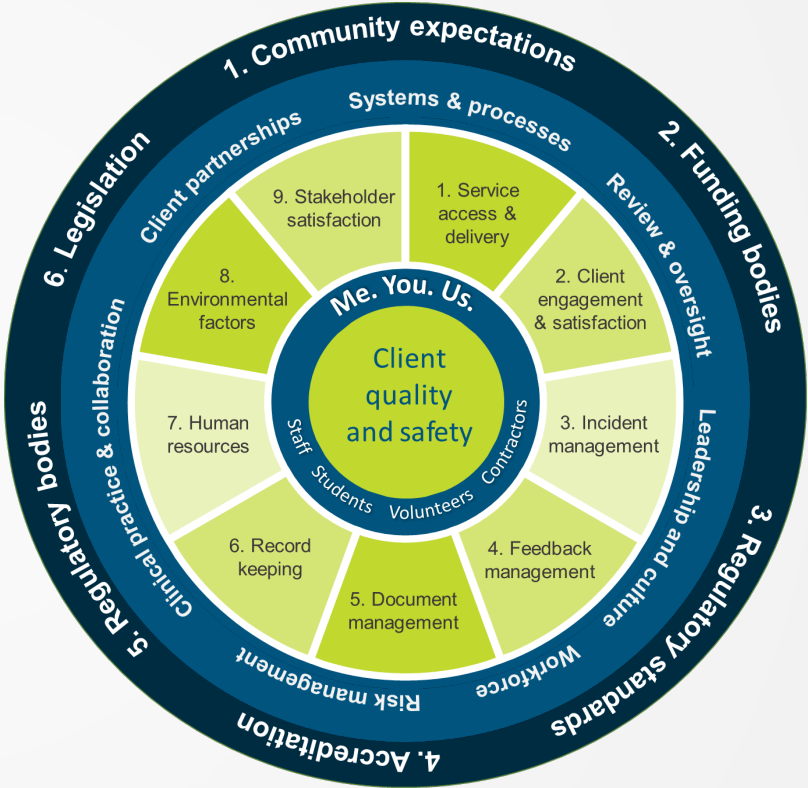 1. Community expectations
2. Funding bodies
3. Regulatory standards
4. Accreditation
5. Regulatory bodies
6. Legislation
Systems & processes
Review & oversight
Leadership and culture
Workforce
Risk management
Clinical practice & collaboration
Client partnerships
1. Service
access &
delivery
2. Client
engagement
& satisfaction
3. Incident
management
4. Feedback
management
5. Document
management
6. Record
keeping
7. Human
resources
8.
Environmental
factors
9. Stakeholder
satisfaction
Me. You. Us.
Staff
Students
Volunteers
Contractors
Client
quality
and safety